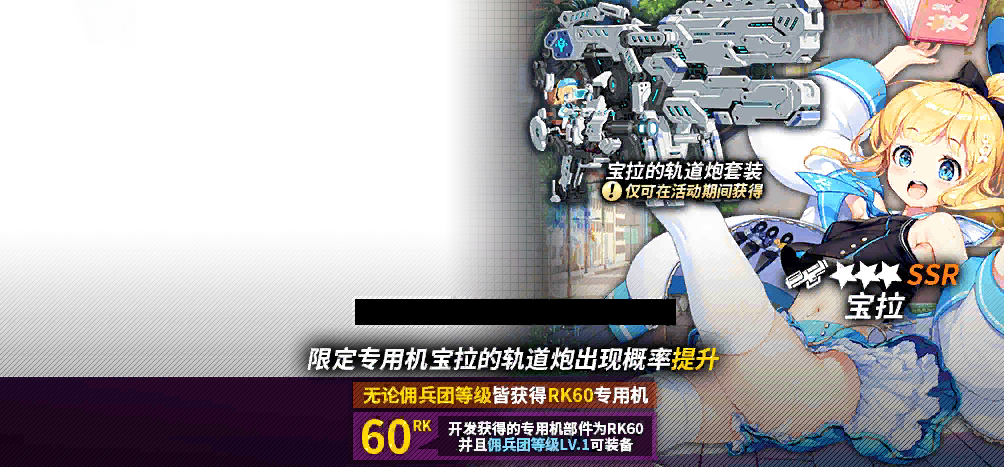 宝拉的轨道炮套装
!仅可在活动期间获得
SSR
宝拉
限定专用机宝拉的轨道炮出现概率提升
无论佣兵团等级皆获得RK60专用机
60RK
开发获得的专用机部件为RK60
并且佣兵团等级LV.1可装备